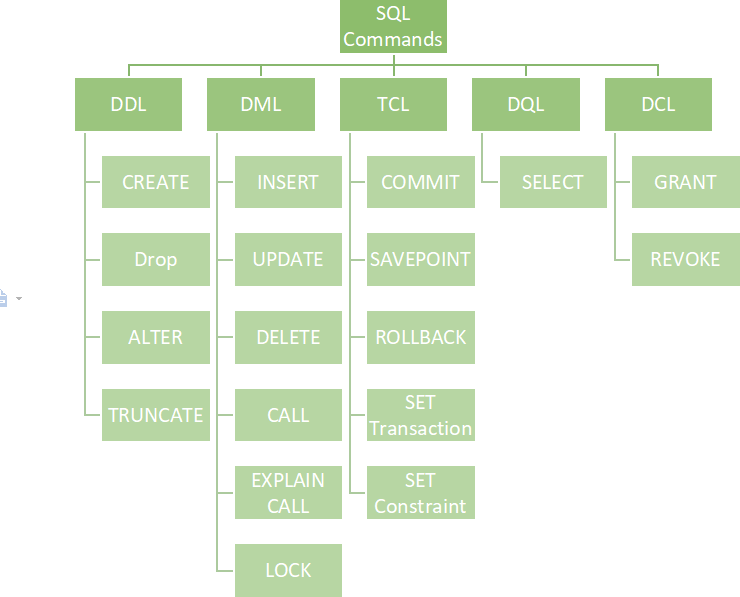 SQL
Commands
DDL
DML
TCL
DQL
DCL
CREATE
INSERT
COMMIT
SELECT
GRANT
Drop
UPDATE
SAVEPOINT
REVOKE
ALTER
DELETE
ROLLBACK
TRUNCATE
CALL
SET
Transaction
EXPLAIN
CALL
SET
Constraint
LOCK